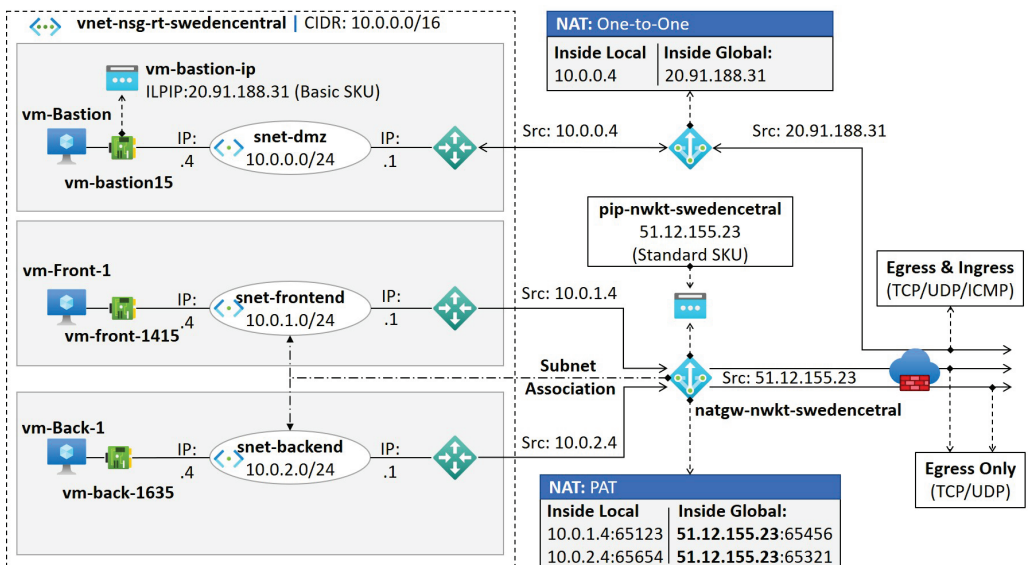 vnet-nsg-rt-swedencentral | CIDR: 10.0.0.0/16
vm-bastion-ip
ILPIP:20.91.188.31 (Basic SKU)
vm-Bastion
IP:
.4
snet-dmz
10.0.0.0/24
IP:
.1
vm-bastion15
Src: 10.0.0.4
Src: 20.91.188.31
NAT: One-to-One
Inside Local
Inside Global:
10.0.0.4
20.91.188.31
pip-nwkt-swedencetral
51.12.155.23
(Standard SKU)
vm-Front-1
IP:
.4
snet-frontend
10.0.1.0/24
IP:
.1
vm-front-1415
Src: 10.0.1.4
Egress & Ingress
(TCP/UDP/ICMP)
Subnet
Association
Src: 51.12.155.23
natgw-nwkt-swedencetral
vm-Back-1
IP:
.4
snet-backend
10.0.2.0/24
IP:
.1
vm-back-1635
Src: 10.0.2.4
Egress Only
(TCP/UDP)
NAT: PAT
Inside Local
Inside Global:
10.0.1.4:65123
51.12.155.23:65456
10.0.2.4:65654
51.12.155.23:65321